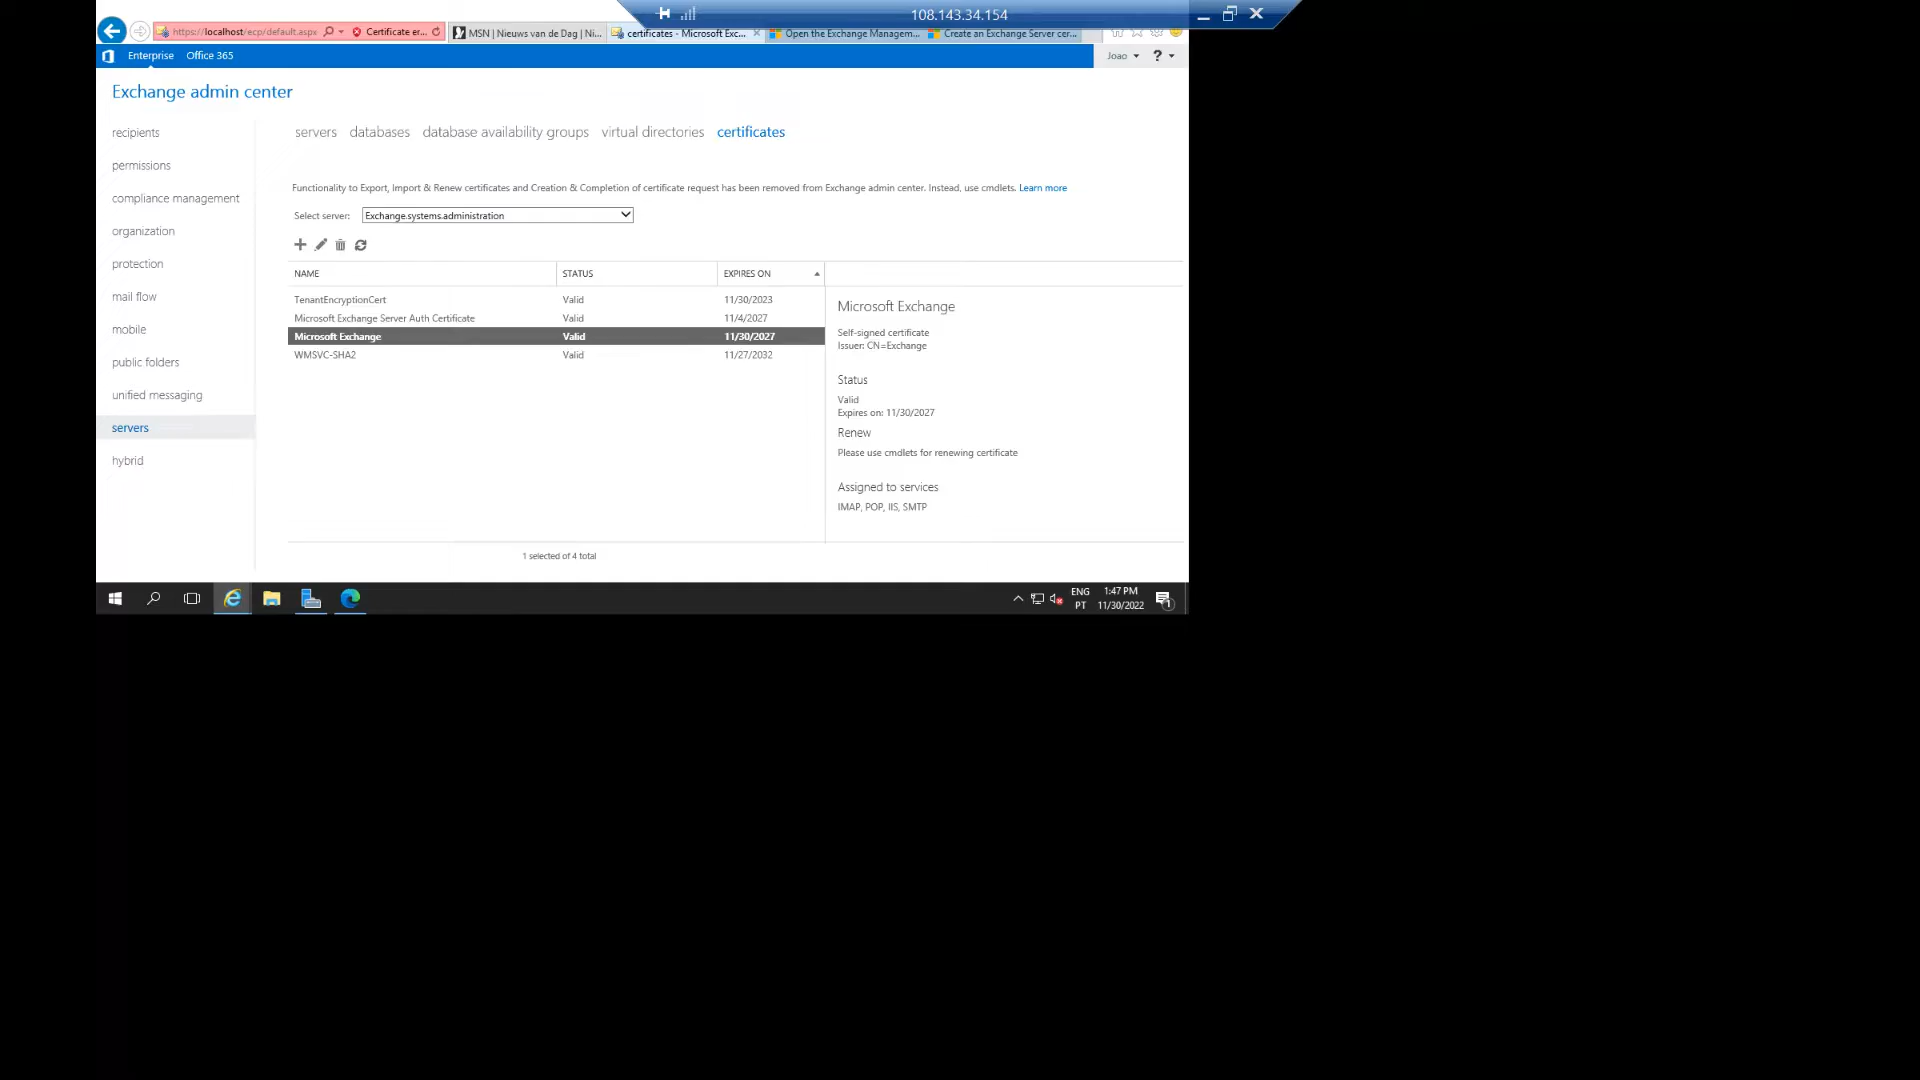 108.143.34.154
https://localhost/ecp/default.aspx
Certificate er...
MSN | Nieuws van de Dag | Ni...
certificates - Microsoft Exc...
Open the Exchange Managem...
Create an Exchange Server cer...
Enterprise
Office 365
Joao
?
Exchange admin center
recipients
permissions
compliance management
organization
protection
mail flow
mobile
public folders
unified messaging
servers
hybrid
servers databases database availability groups virtual directories certificates
Functionality to Export, Import & Renew certificates and Creation & Completion of certificate request has been removed from Exchange admin center. Instead, use cmdlets. Learn more
Select server: Exchange.systems.administration
NAME STATUS EXPIRES ON
TenantEncryptionCert Valid 11/30/2023
Microsoft Exchange Server Auth Certificate Valid 11/4/2027
Microsoft Exchange Valid 11/30/2027
WMSVC-SHA2 Valid 11/27/2032
1 selected of 4 total
Microsoft Exchange
Self-signed certificate
Issuer: CN=Exchange
Status
Valid
Expires on: 11/30/2027
Renew
Please use cmdlets for renewing certificate
Assigned to services
IMAP, POP, IIS, SMTP
ENG
PT
1:47 PM
11/30/2022
1